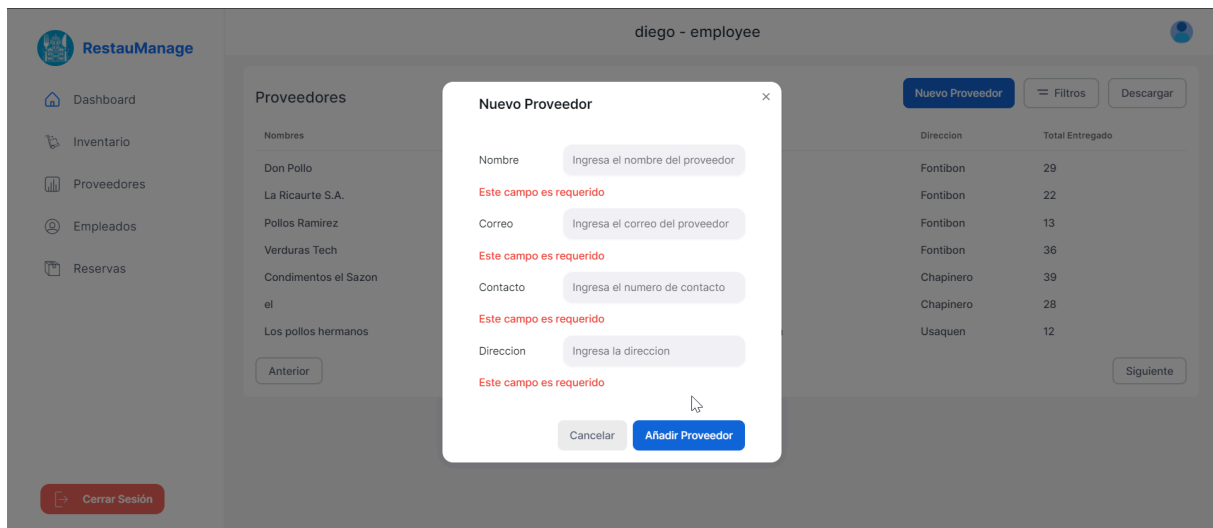 diego - employee
RestauManage
Dashboard
Inventario
Proveedores
Empleados
Reservas
Cerrar Sesión
Proveedores
Nuevo Proveedor
Filtros
Descargar
Nombres Direccion Total Entregado
Don Pollo Fontibon 29
La Ricaurte S.A. Fontibon 22
Pollos Ramirez Fontibon 13
Verduras Tech Fontibon 36
Condimentos el Sazon Chapinero 39
el Chapinero 28
Los pollos hermanos Usaquen 12
Anterior
Siguiente
Nuevo Proveedor ×
Nombre Ingresa el nombre del proveedor
Este campo es requerido
Correo Ingresa el correo del proveedor
Este campo es requerido
Contacto Ingresa el numero de contacto
Este campo es requerido
Direccion Ingresa la direccion
Este campo es requerido
Cancelar
Añadir Proveedor